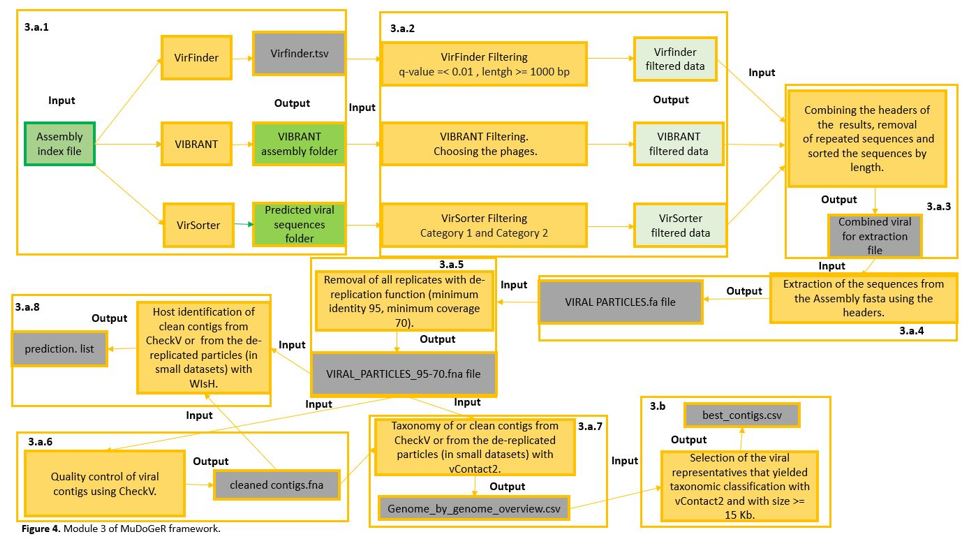 3.a.1
Input
Assembly
index file
VirFinder
VIBRANT
VirSorter
Virfinder.tsv
Output
VIBRANT
assembly folder
Predicted viral
sequences
folder
Input
3.a.2
VirFinder Filtering
q-value =< 0.01 , lentgh >= 1000 bp
VIBRANT Filtering.
Choosing the phages.
VirSorter Filtering
Category 1 and Category 2
Virfinder
filtered data
Output
VIBRANT
filtered data
VirSorter
filtered data
Input
Combining the headers of
the results, removal
of repeated sequences and
sorted the sequences by
length.
Output
3.a.3
Combined viral
for extraction
file
Input
Extraction of the sequences from
the Assembly fasta using the
headers.
3.a.4
Output
VIRAL PARTICLES.fa file
Input
3.a.5
Removal of all replicates with de-
replication function (minimum
identity 95, minimum coverage
70).
Output
VIRAL_PARTICLES_95-70.fna file
Input
Input
Input
3.a.8
Host identification of
clean contigs from
CheckV or from the de-
replicated particles (in
small datasets) with
WIsH.
Output
prediction. list
Input
3.a.6
Quality control of viral
contigs using CheckV.
Output
cleaned contigs.fna
3.a.7
Taxonomy of or clean contigs from
CheckV or from the de-replicated
particles (in small datasets) with
vContact2.
Output
Genome_by_genome_overview.csv
Input
3.b
best_contigs.csv
Output
Selection of the viral
representatives that yielded
taxonomic classification with
vContact2 and with size >=
15 Kb.
Figure 4. Module 3 of MuDoGeR framework.